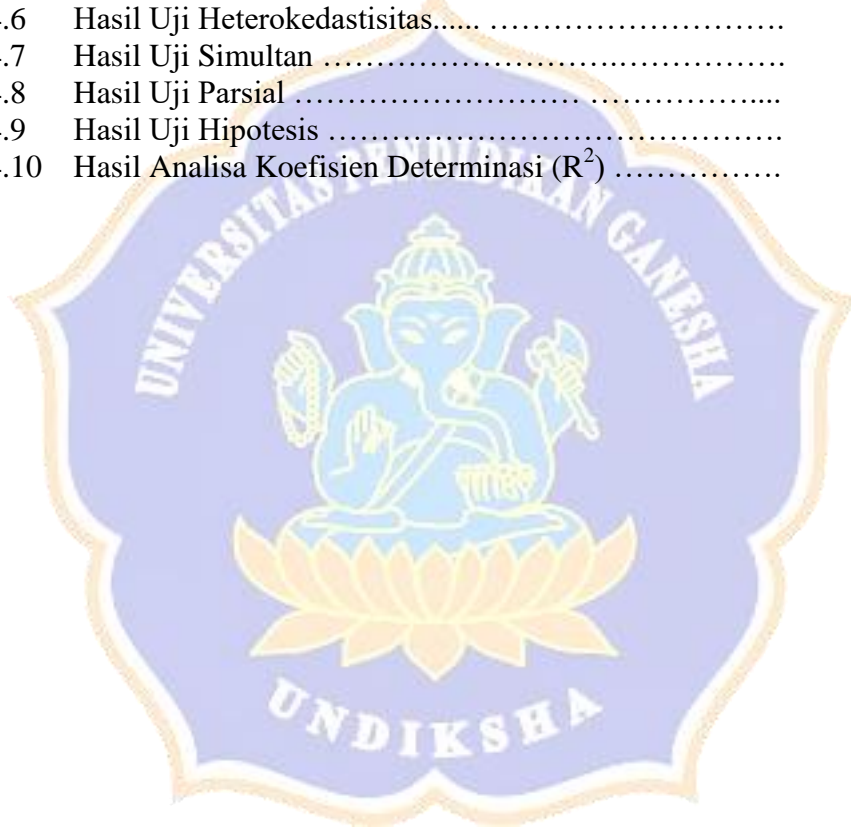 .6 Hasil Uji Heterokedastisitas...... ……………………….
.7 Hasil Uji Simultan ……………………….…………….
.8 Hasil Uji Parsial ……………………… ……………....
.9 Hasil Uji Hipotesis …………………………………….
.10 Hasil Analisa Koefisien Determinasi (R²) …………….
UNIVERSITAS PENDIDIKAN GANESHA
UNDIKSHA